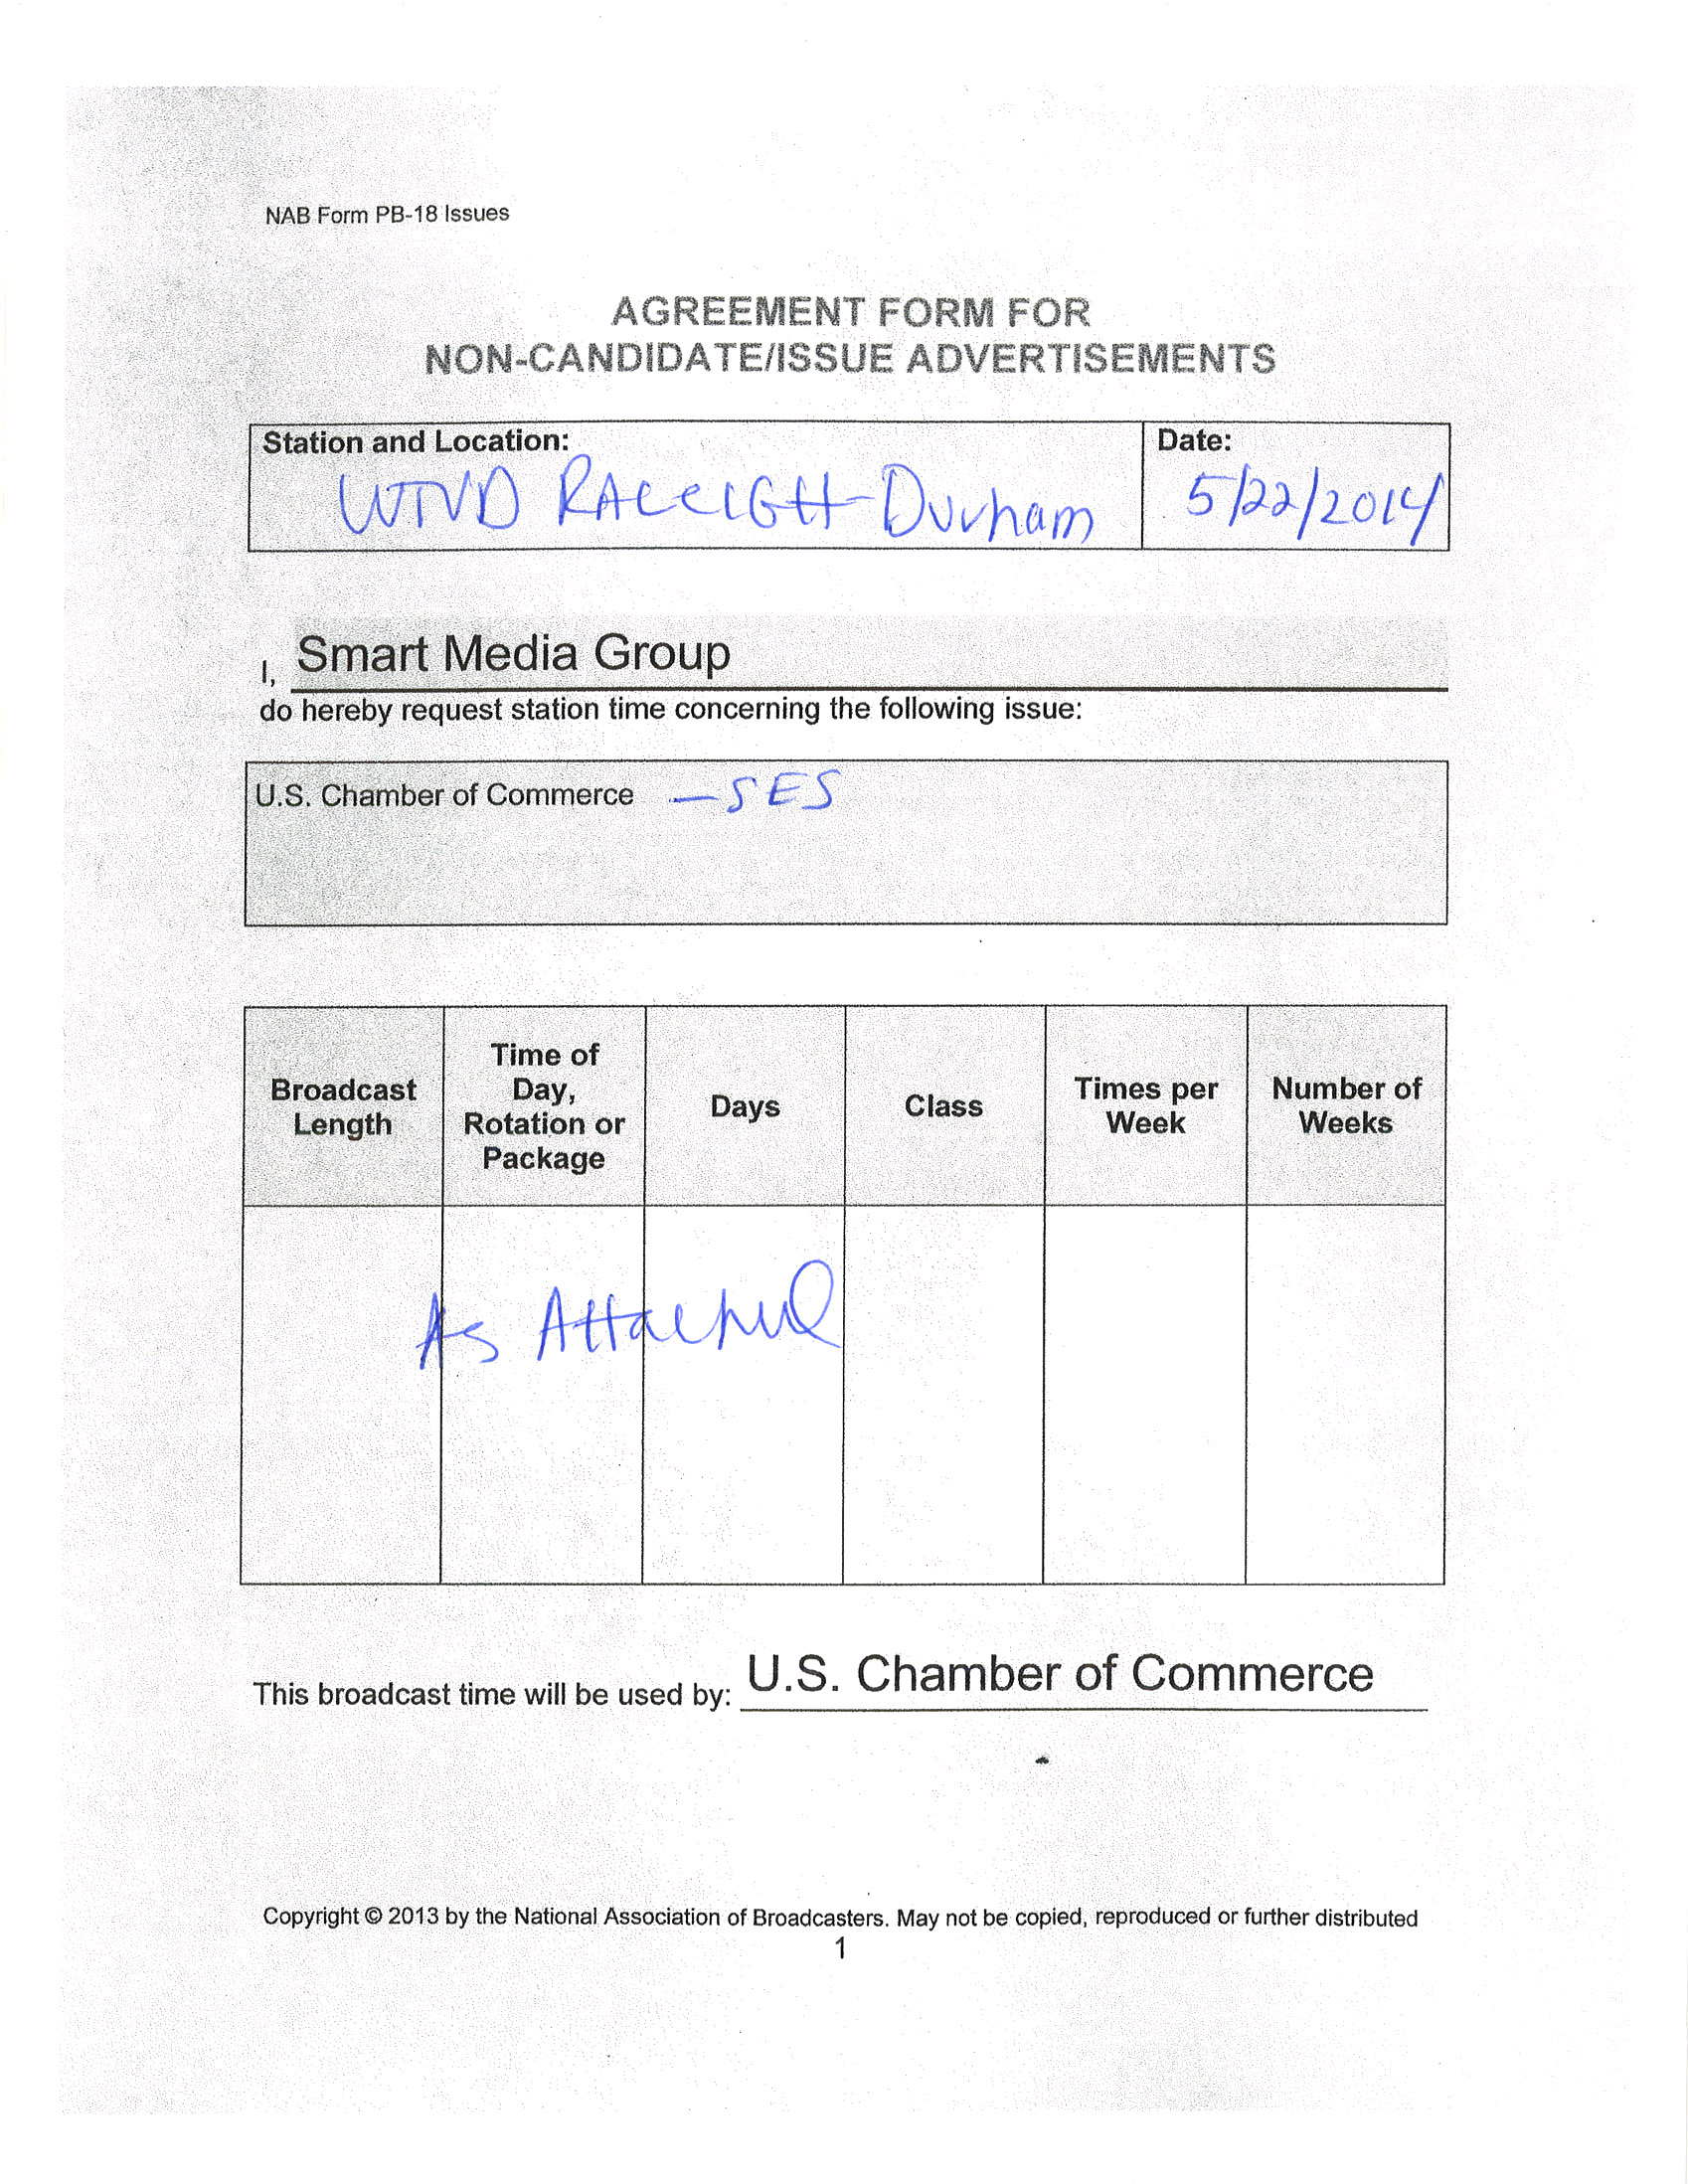 NAB Form PB-18 Issues
AGREEMENT FORM FOR
NON-CANDIDATE/ISSUE ADVERTISEMENTS
Station and Location:
WTVD RALEIGH-Durham
Date:
5/22/2014
I, Smart Media Group
do hereby request station time concerning the following issue:
U.S. Chamber of Commerce — SES
Broadcast
Length
Time of
Day,
Rotation or
Package
Days
Class
Times per
Week
Number of
Weeks
As Attached
This broadcast time will be used by: U.S. Chamber of Commerce
Copyright © 2013 by the National Association of Broadcasters. May not be copied, reproduced or further distributed
1